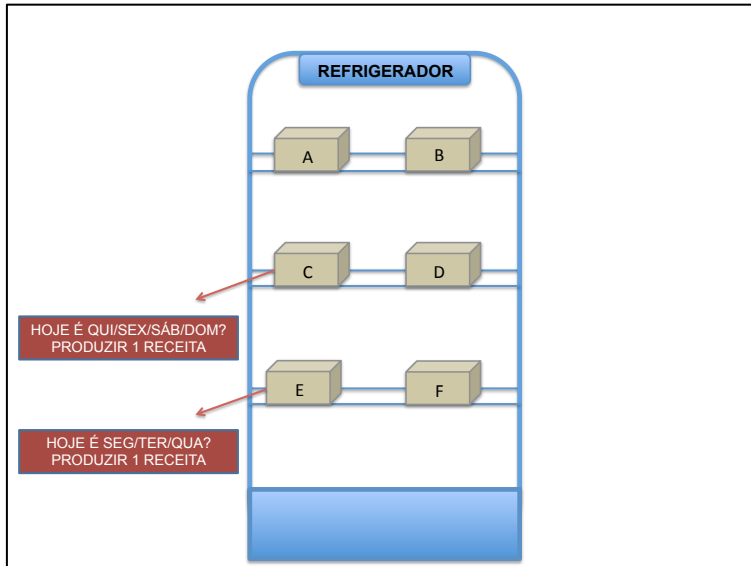 REFRIGERADOR
A
B
C
D
HOJE É QUI/SEX/SÁB/DOM?
PRODUZIR 1 RECEITA
E
F
HOJE É SEG/TER/QUA?
PRODUZIR 1 RECEITA